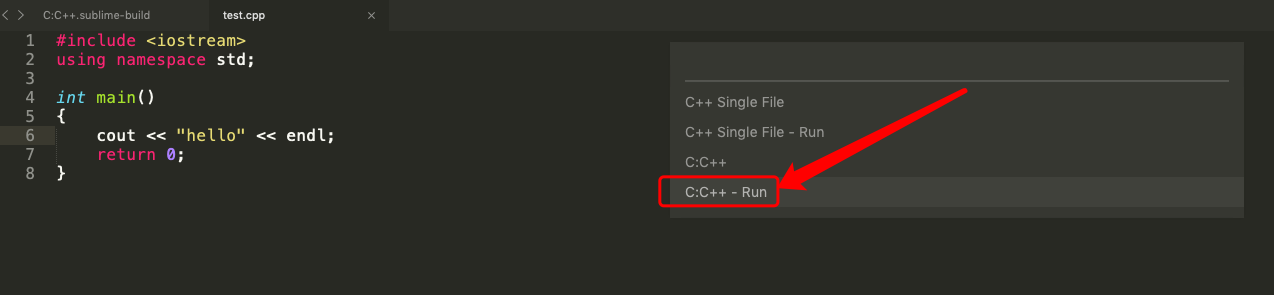 C:C++.sublime-build
test.cpp
1 #include <iostream>
2 using namespace std;
3
4 int main()
5 {
6     cout << "hello" << endl;
7     return 0;
8 }
C++ Single File
C++ Single File - Run
C:C++
C:C++ - Run